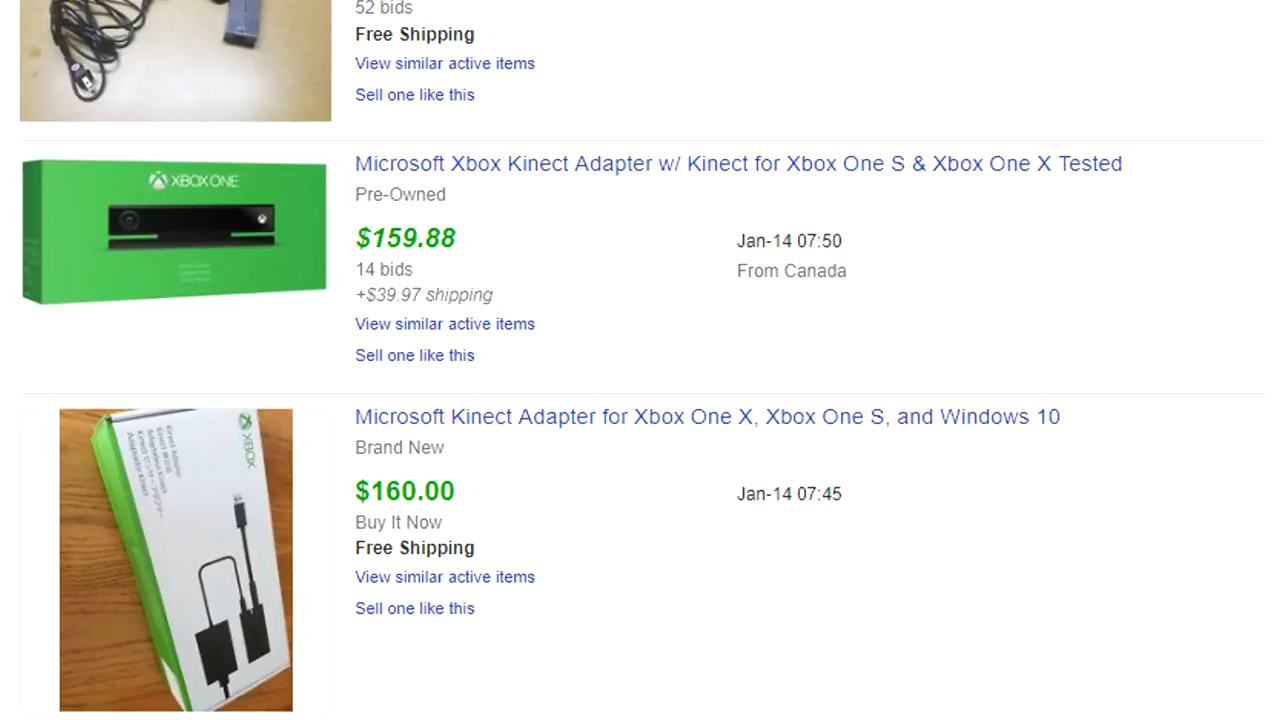 52 bids
Free Shipping
View similar active items
Sell one like this
XBOX ONE
Microsoft Xbox Kinect Adapter w/ Kinect for Xbox One S & Xbox One X Tested
Pre-Owned
$159.88
Jan-14 07:50
14 bids
From Canada
+$39.97 shipping
View similar active items
Sell one like this
XBOX
Kinect Adapter
Microsoft Kinect Adapter for Xbox One X, Xbox One S, and Windows 10
Brand New
$160.00
Jan-14 07:45
Buy It Now
Free Shipping
View similar active items
Sell one like this